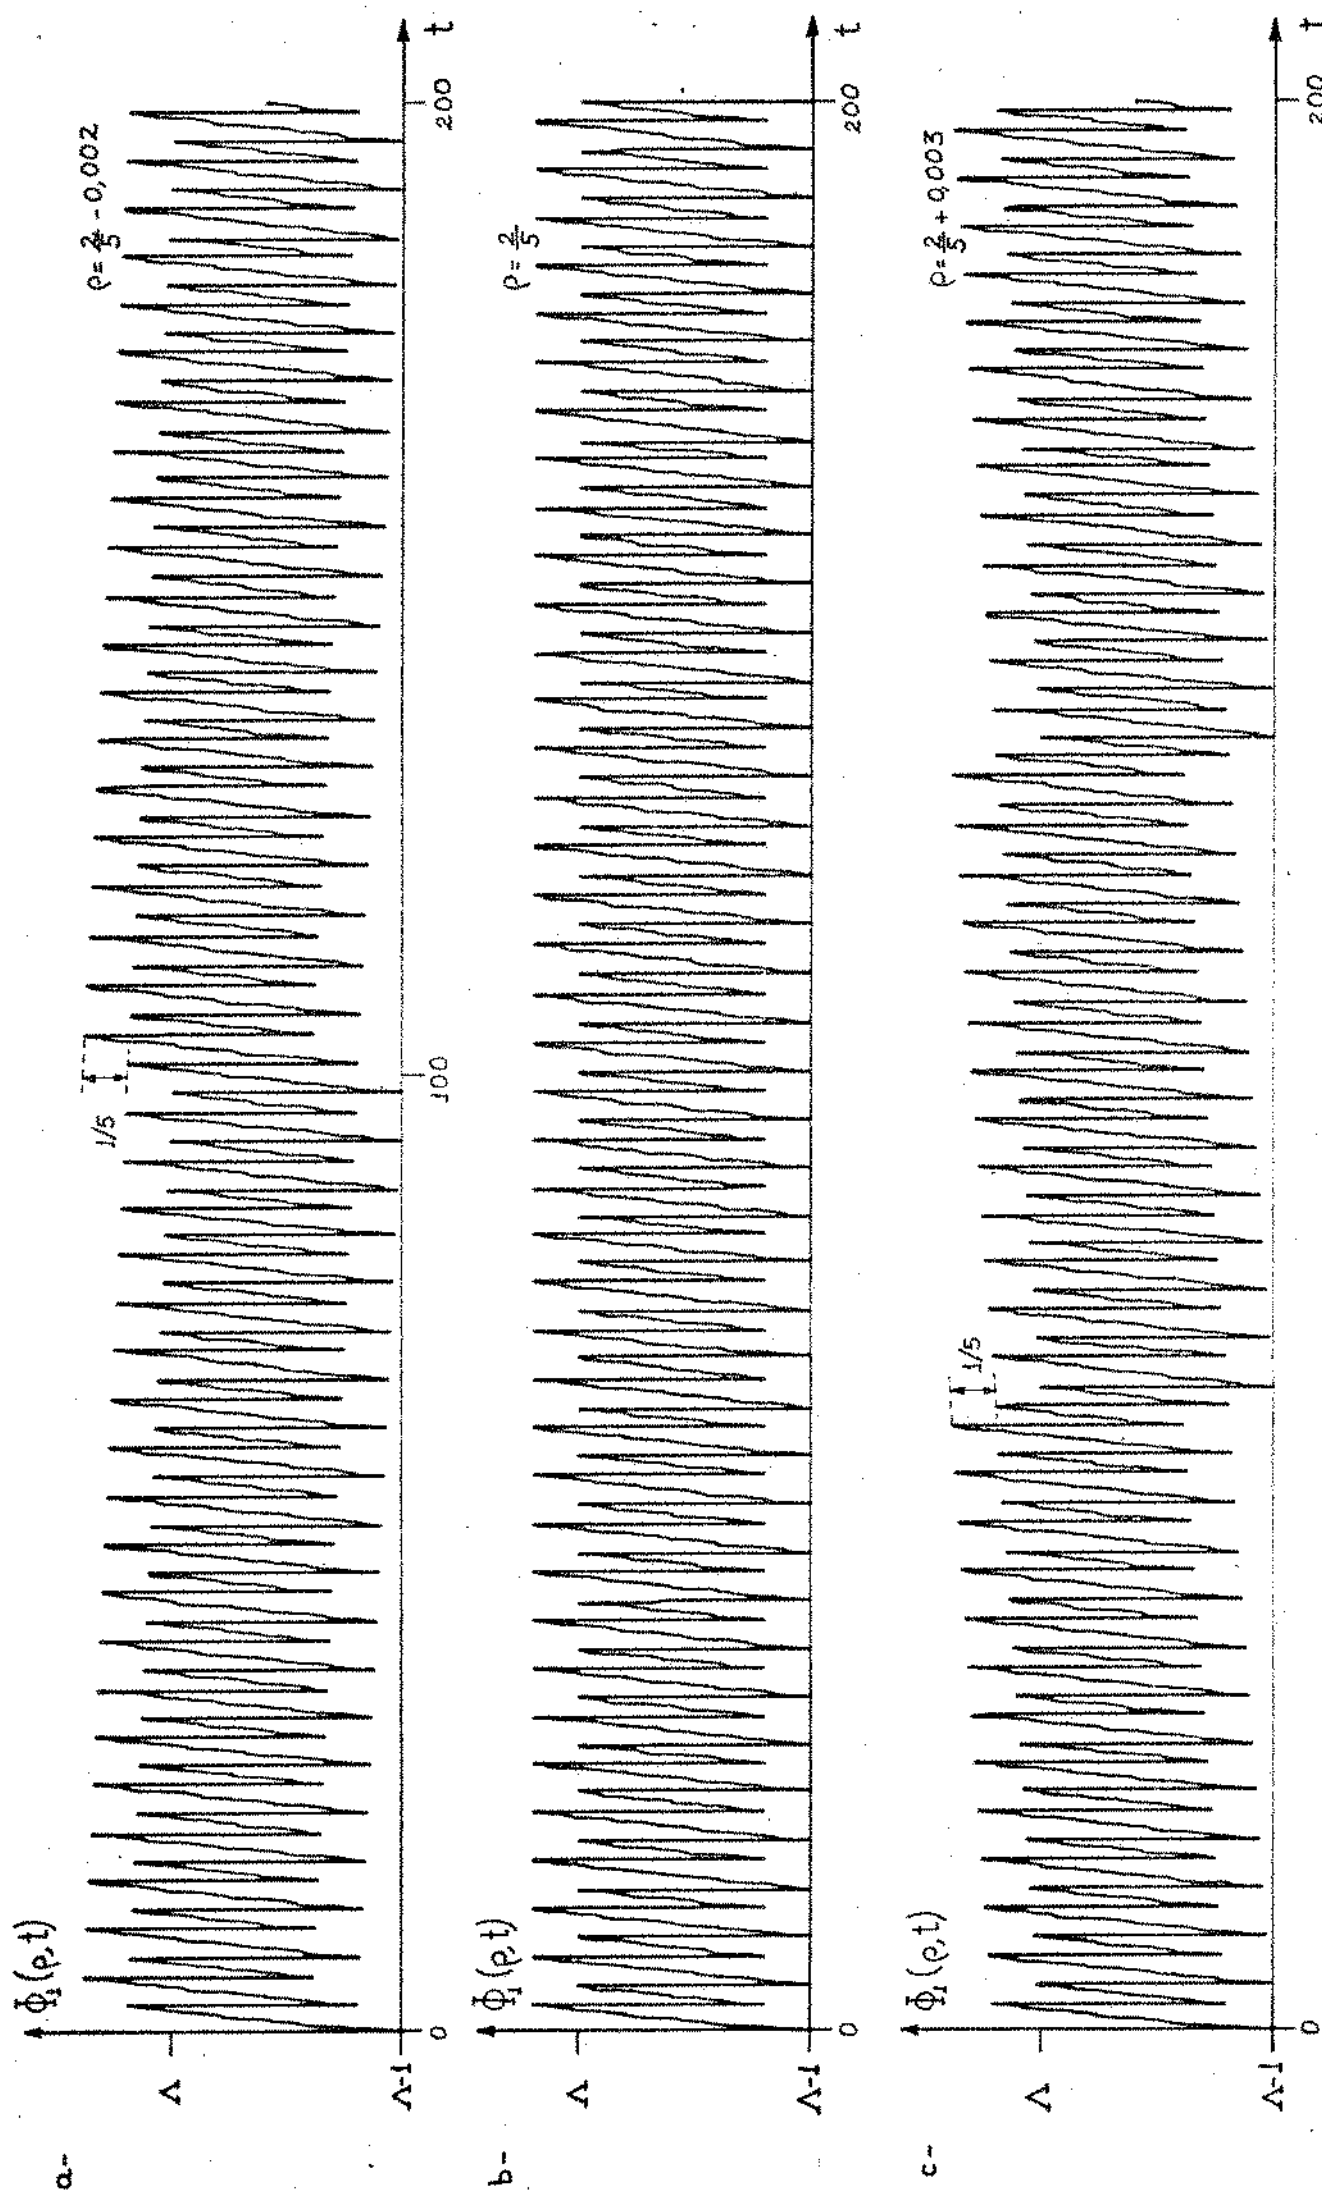 a-
Φ₁(ρ,t)
ρ=2/5-0,002
1/5
Λ
Λ-1
0
100
200
t
b-
Φ₁(ρ,t)
ρ=2/5
Λ
Λ-1
0
200
t
c-
Φ₁(ρ,t)
ρ=2/5+0,003
1/5
Λ
Λ-1
0
200
t